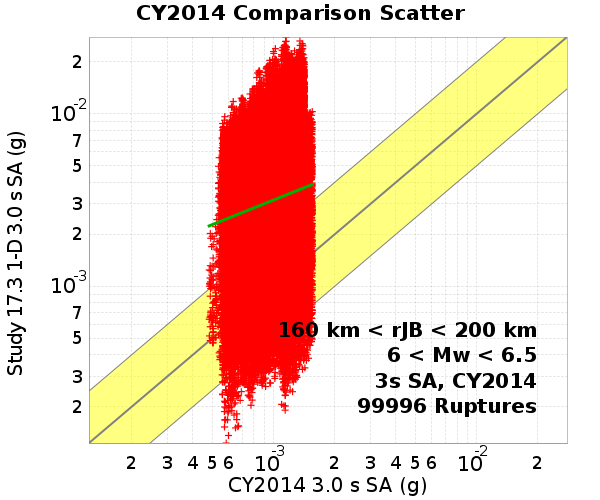 CY2014 Comparison Scatter
Study 17.3 1-D 3.0 s SA (g)
2
10-2
7
5
3
2
10-3
7
5
3
2
160 km < rJB < 200 km
6 < Mw < 6.5
3s SA, CY2014
99996 Ruptures
2 3 4 5 6 10-3 2 3 4 5 6 10-2 2
CY2014 3.0 s SA (g)